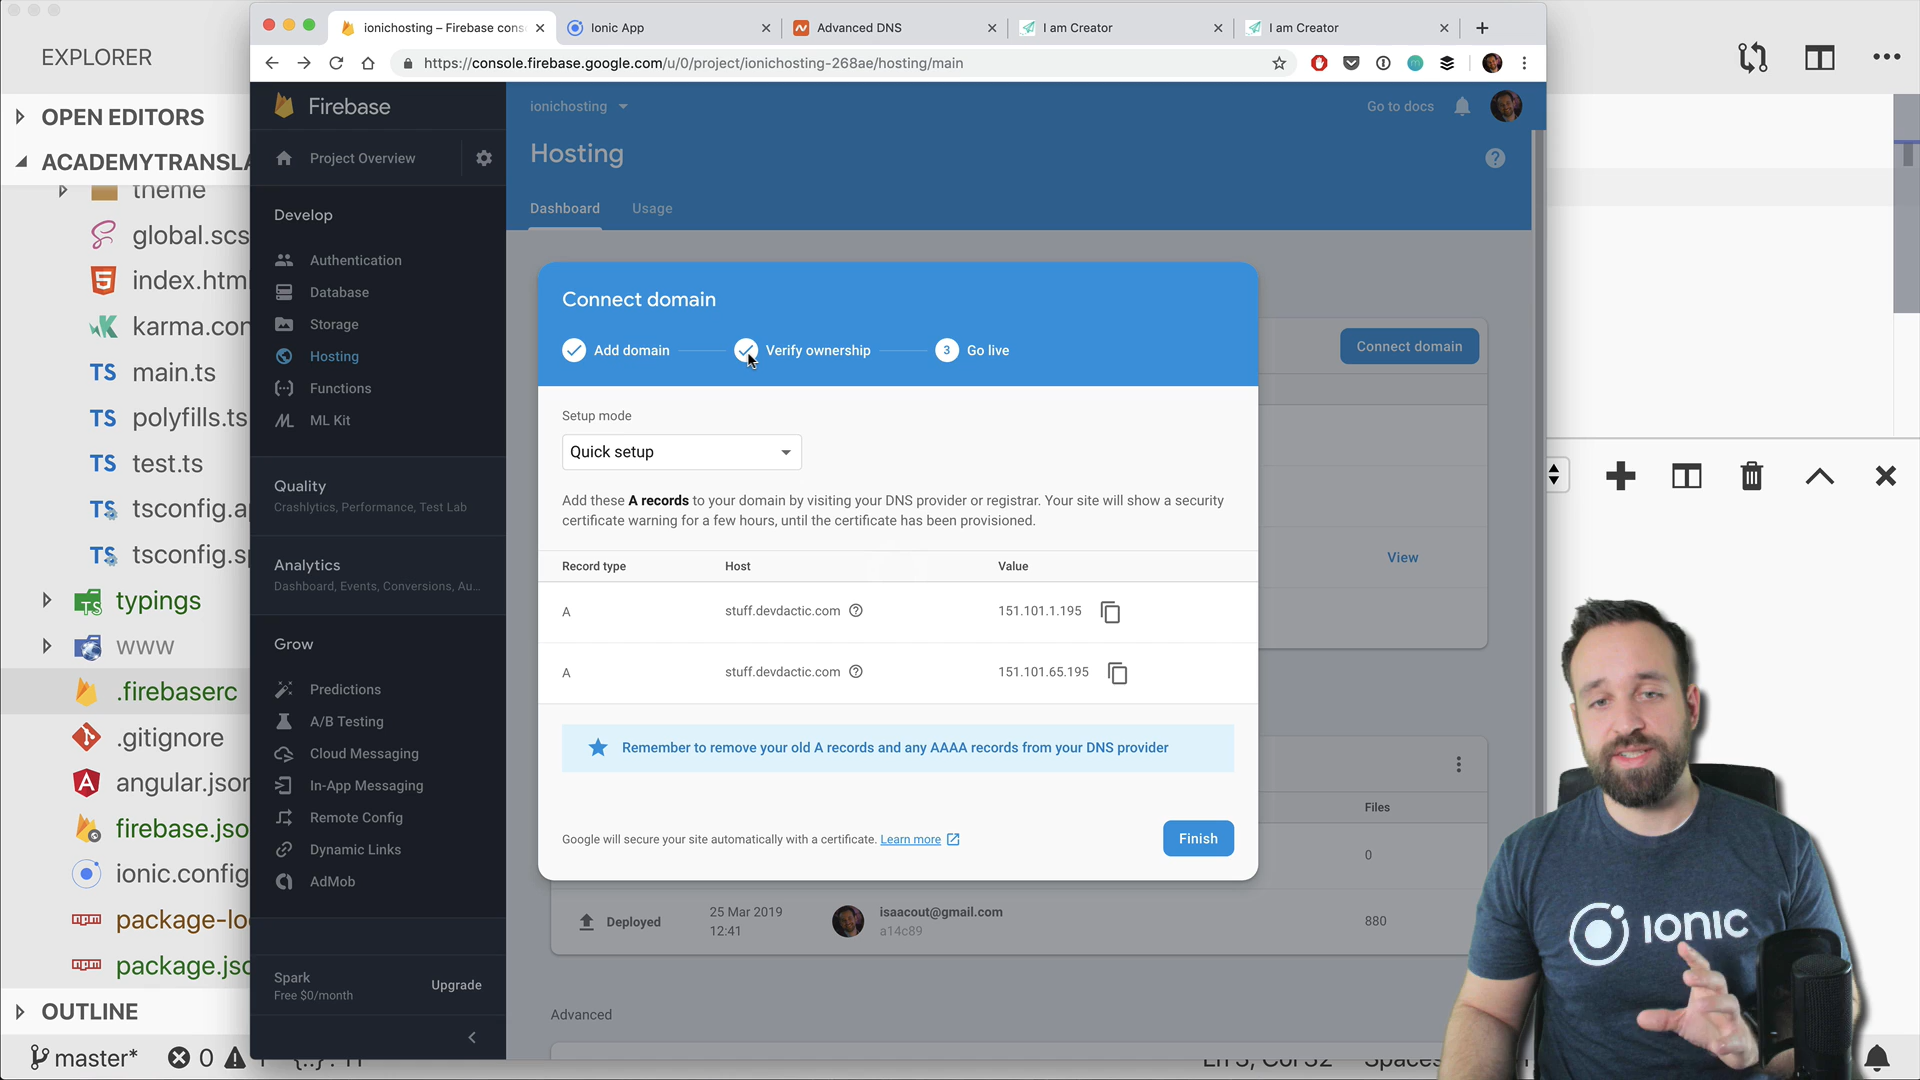 ionichosting – Firebase cons
Ionic App
Advanced DNS
I am Creator
I am Creator
https://console.firebase.google.com/u/0/project/ionichosting-268ae/hosting/main
EXPLORER
OPEN EDITORS
ACADEMYTRANSLA
theme
global.scs
index.html
karma.con
TS main.ts
TS polyfills.ts
TS test.ts
TS tsconfig.a
TS tsconfig.s
TS typings
www
.firebaserc
.gitignore
angular.json
firebase.jso
ionic.config
package-lo
package.jso
OUTLINE
master*
0
Firebase
Project Overview
Develop
Authentication
Database
Storage
Hosting
Functions
ML Kit
Quality
Crashlytics, Performance, Test Lab
Analytics
Dashboard, Events, Conversions, Au...
Grow
Predictions
A/B Testing
Cloud Messaging
In-App Messaging
Remote Config
Dynamic Links
AdMob
Spark
Free $0/month
Upgrade
ionichosting
Go to docs
Hosting
Dashboard
Usage
Connect domain
View
Connect domain
Add domain
Verify ownership
3 Go live
Setup mode
Quick setup
Add these A records to your domain by visiting your DNS provider or registrar. Your site will show a security
certificate warning for a few hours, until the certificate has been provisioned.
Record type Host Value
A stuff.devdactic.com 151.101.1.195
A stuff.devdactic.com 151.101.65.195
Remember to remove your old A records and any AAAA records from your DNS provider
Google will secure your site automatically with a certificate. Learn more
Finish
Files
0
Deployed
25 Mar 2019
12:41
isaacout@gmail.com
a14c89
880
Advanced
IONIC